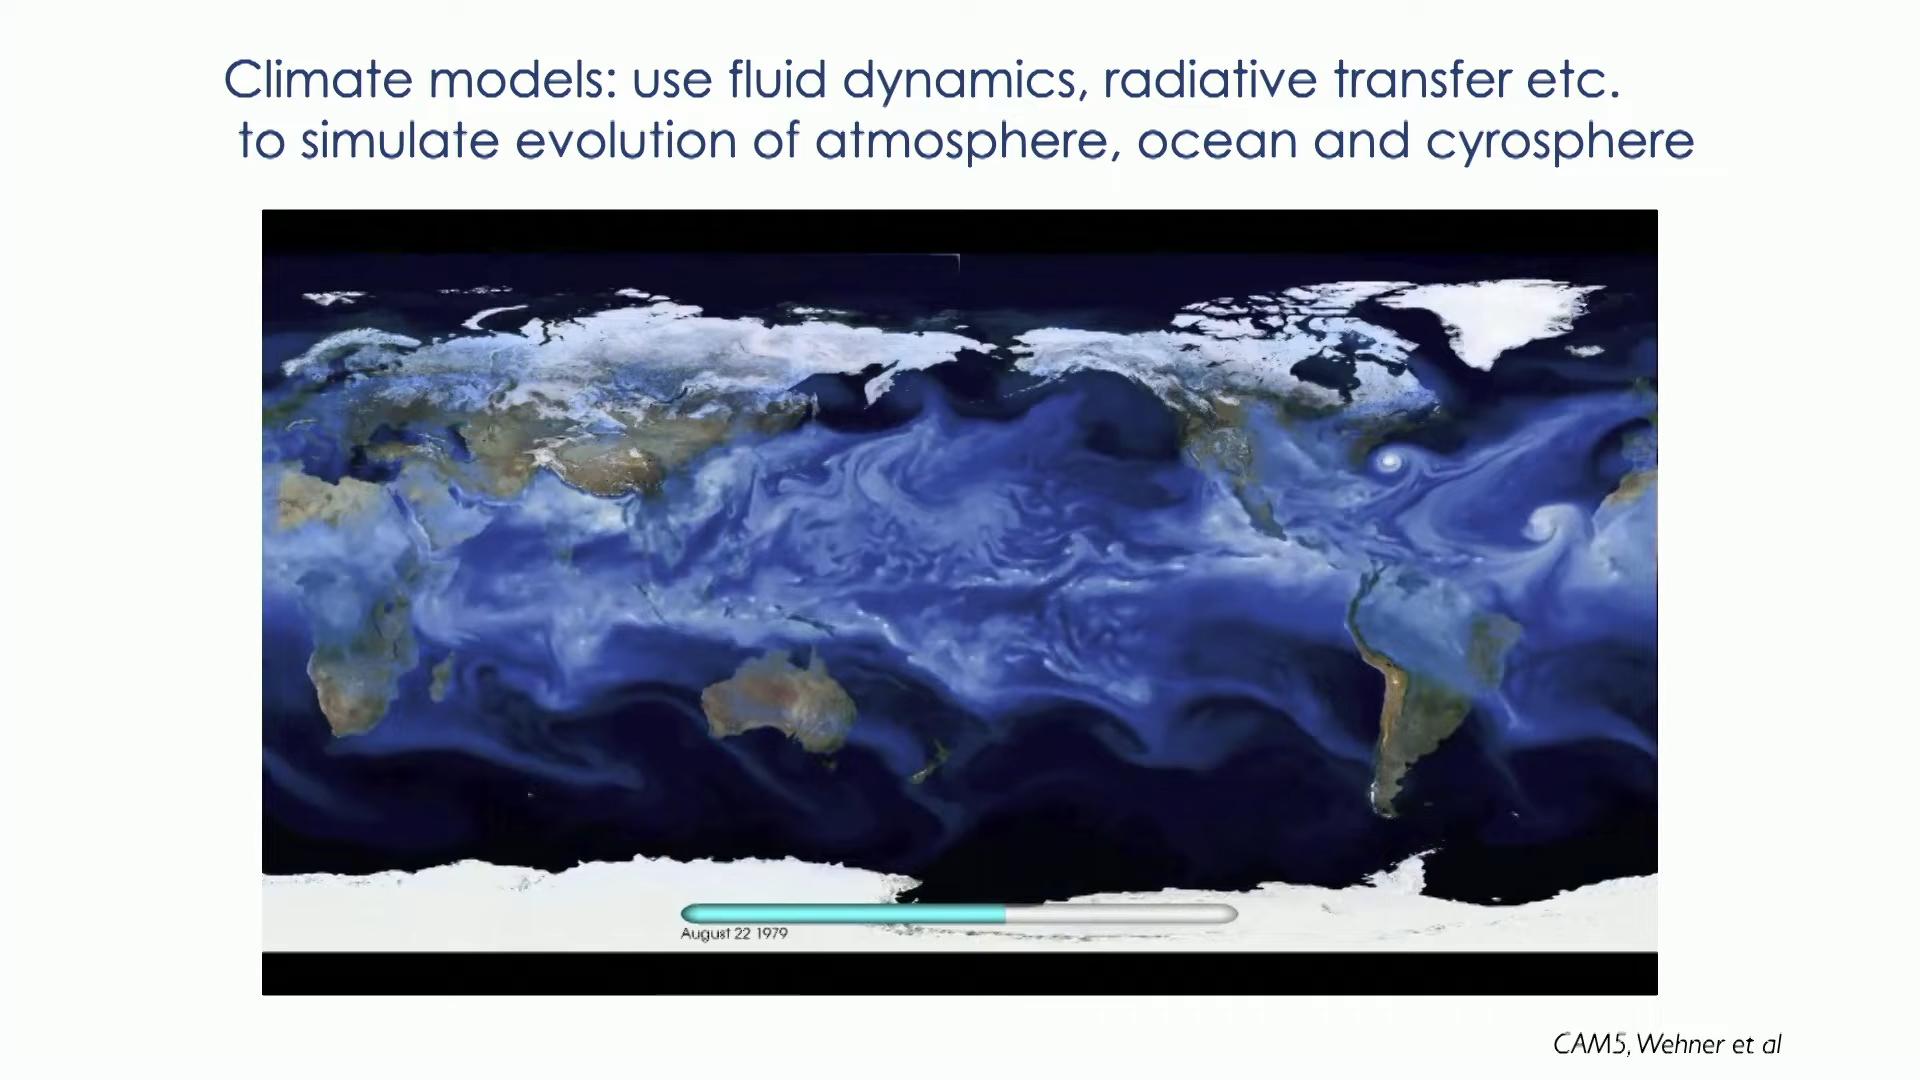 Climate models: use fluid dynamics, radiative transfer etc.
to simulate evolution of atmosphere, ocean and cyrosphere
August 22 1979
CAM5, Wehner et al